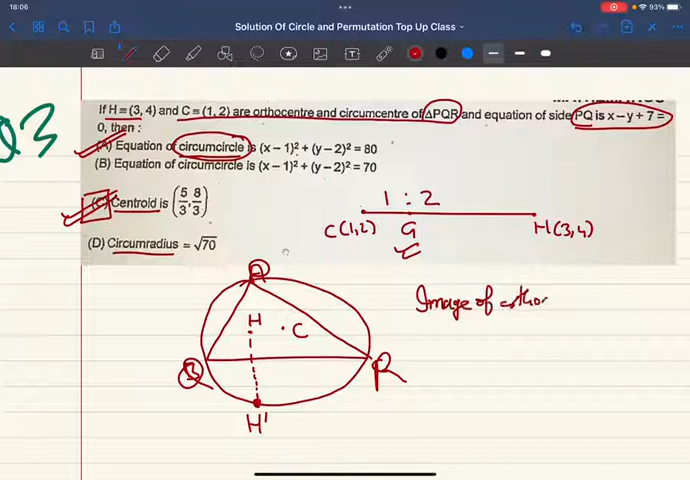 18:06
93%
Solution Of Circle and Permutation Top Up Class
Q3
If H = (3, 4) and C = (1, 2) are orthocentre and circumcentre of ΔPQR and equation of side PQ is x – y + 7 =
0, then :
(A) Equation of circumcircle is (x – 1)² + (y – 2)² = 80
(B) Equation of circumcircle is (x – 1)² + (y – 2)² = 70
(C) Centroid is (5/3, 8/3)
(D) Circumradius = √70
1 : 2
C(1,2) G H(3,4)
Image of ortho
H
C
R
H'